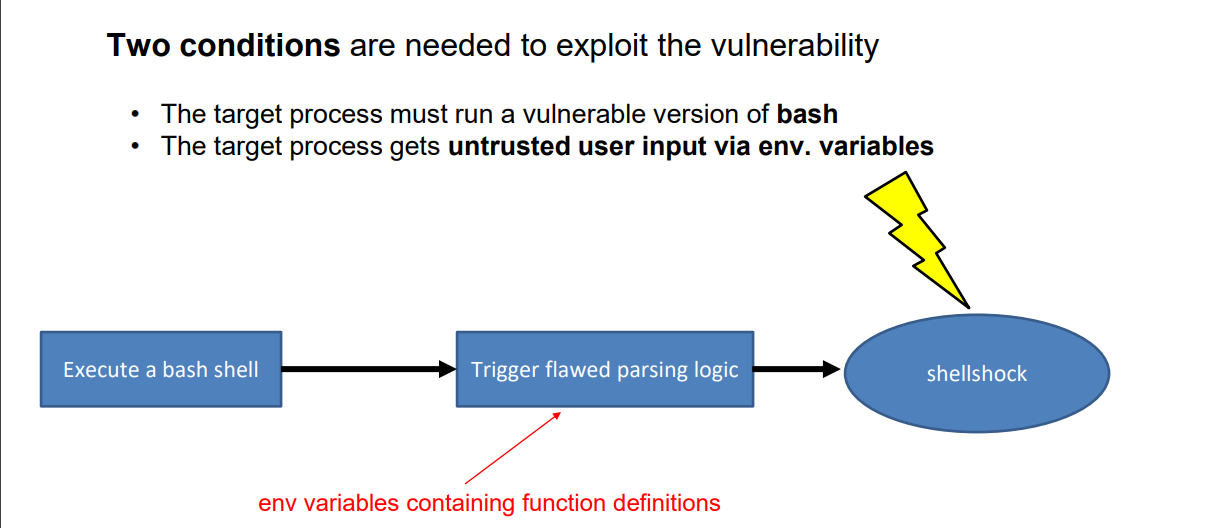 Two conditions are needed to exploit the vulnerability
• The target process must run a vulnerable version of bash
• The target process gets untrusted user input via env. variables
Execute a bash shell
Trigger flawed parsing logic
shellshock
env variables containing function definitions